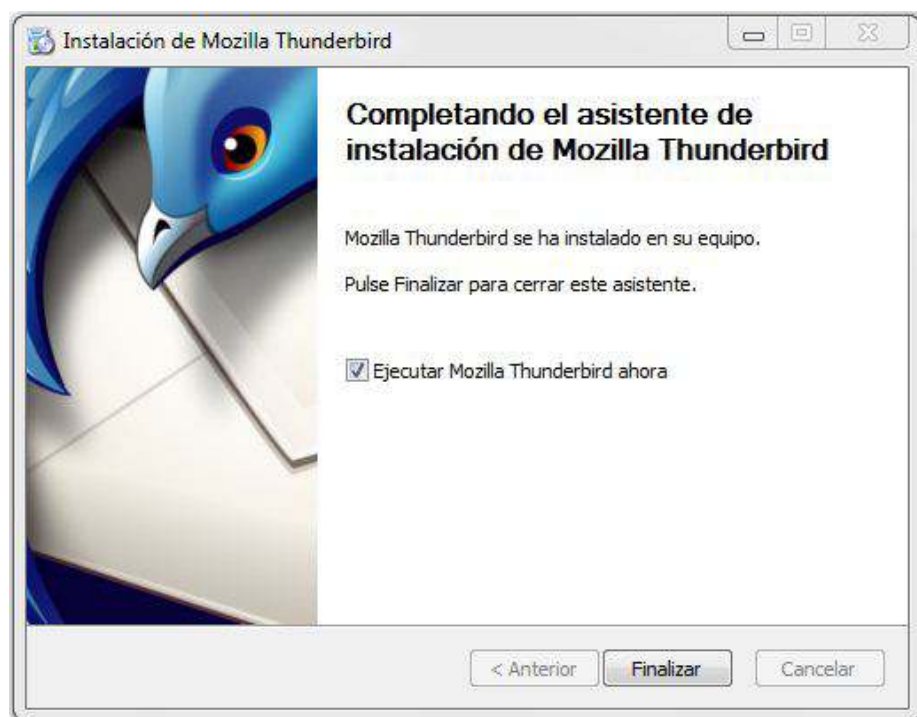 Instalación de Mozilla Thunderbird
Completando el asistente de
instalación de Mozilla Thunderbird
Mozilla Thunderbird se ha instalado en su equipo.
Pulse Finalizar para cerrar este asistente.
Ejecutar Mozilla Thunderbird ahora
< Anterior Finalizar Cancelar